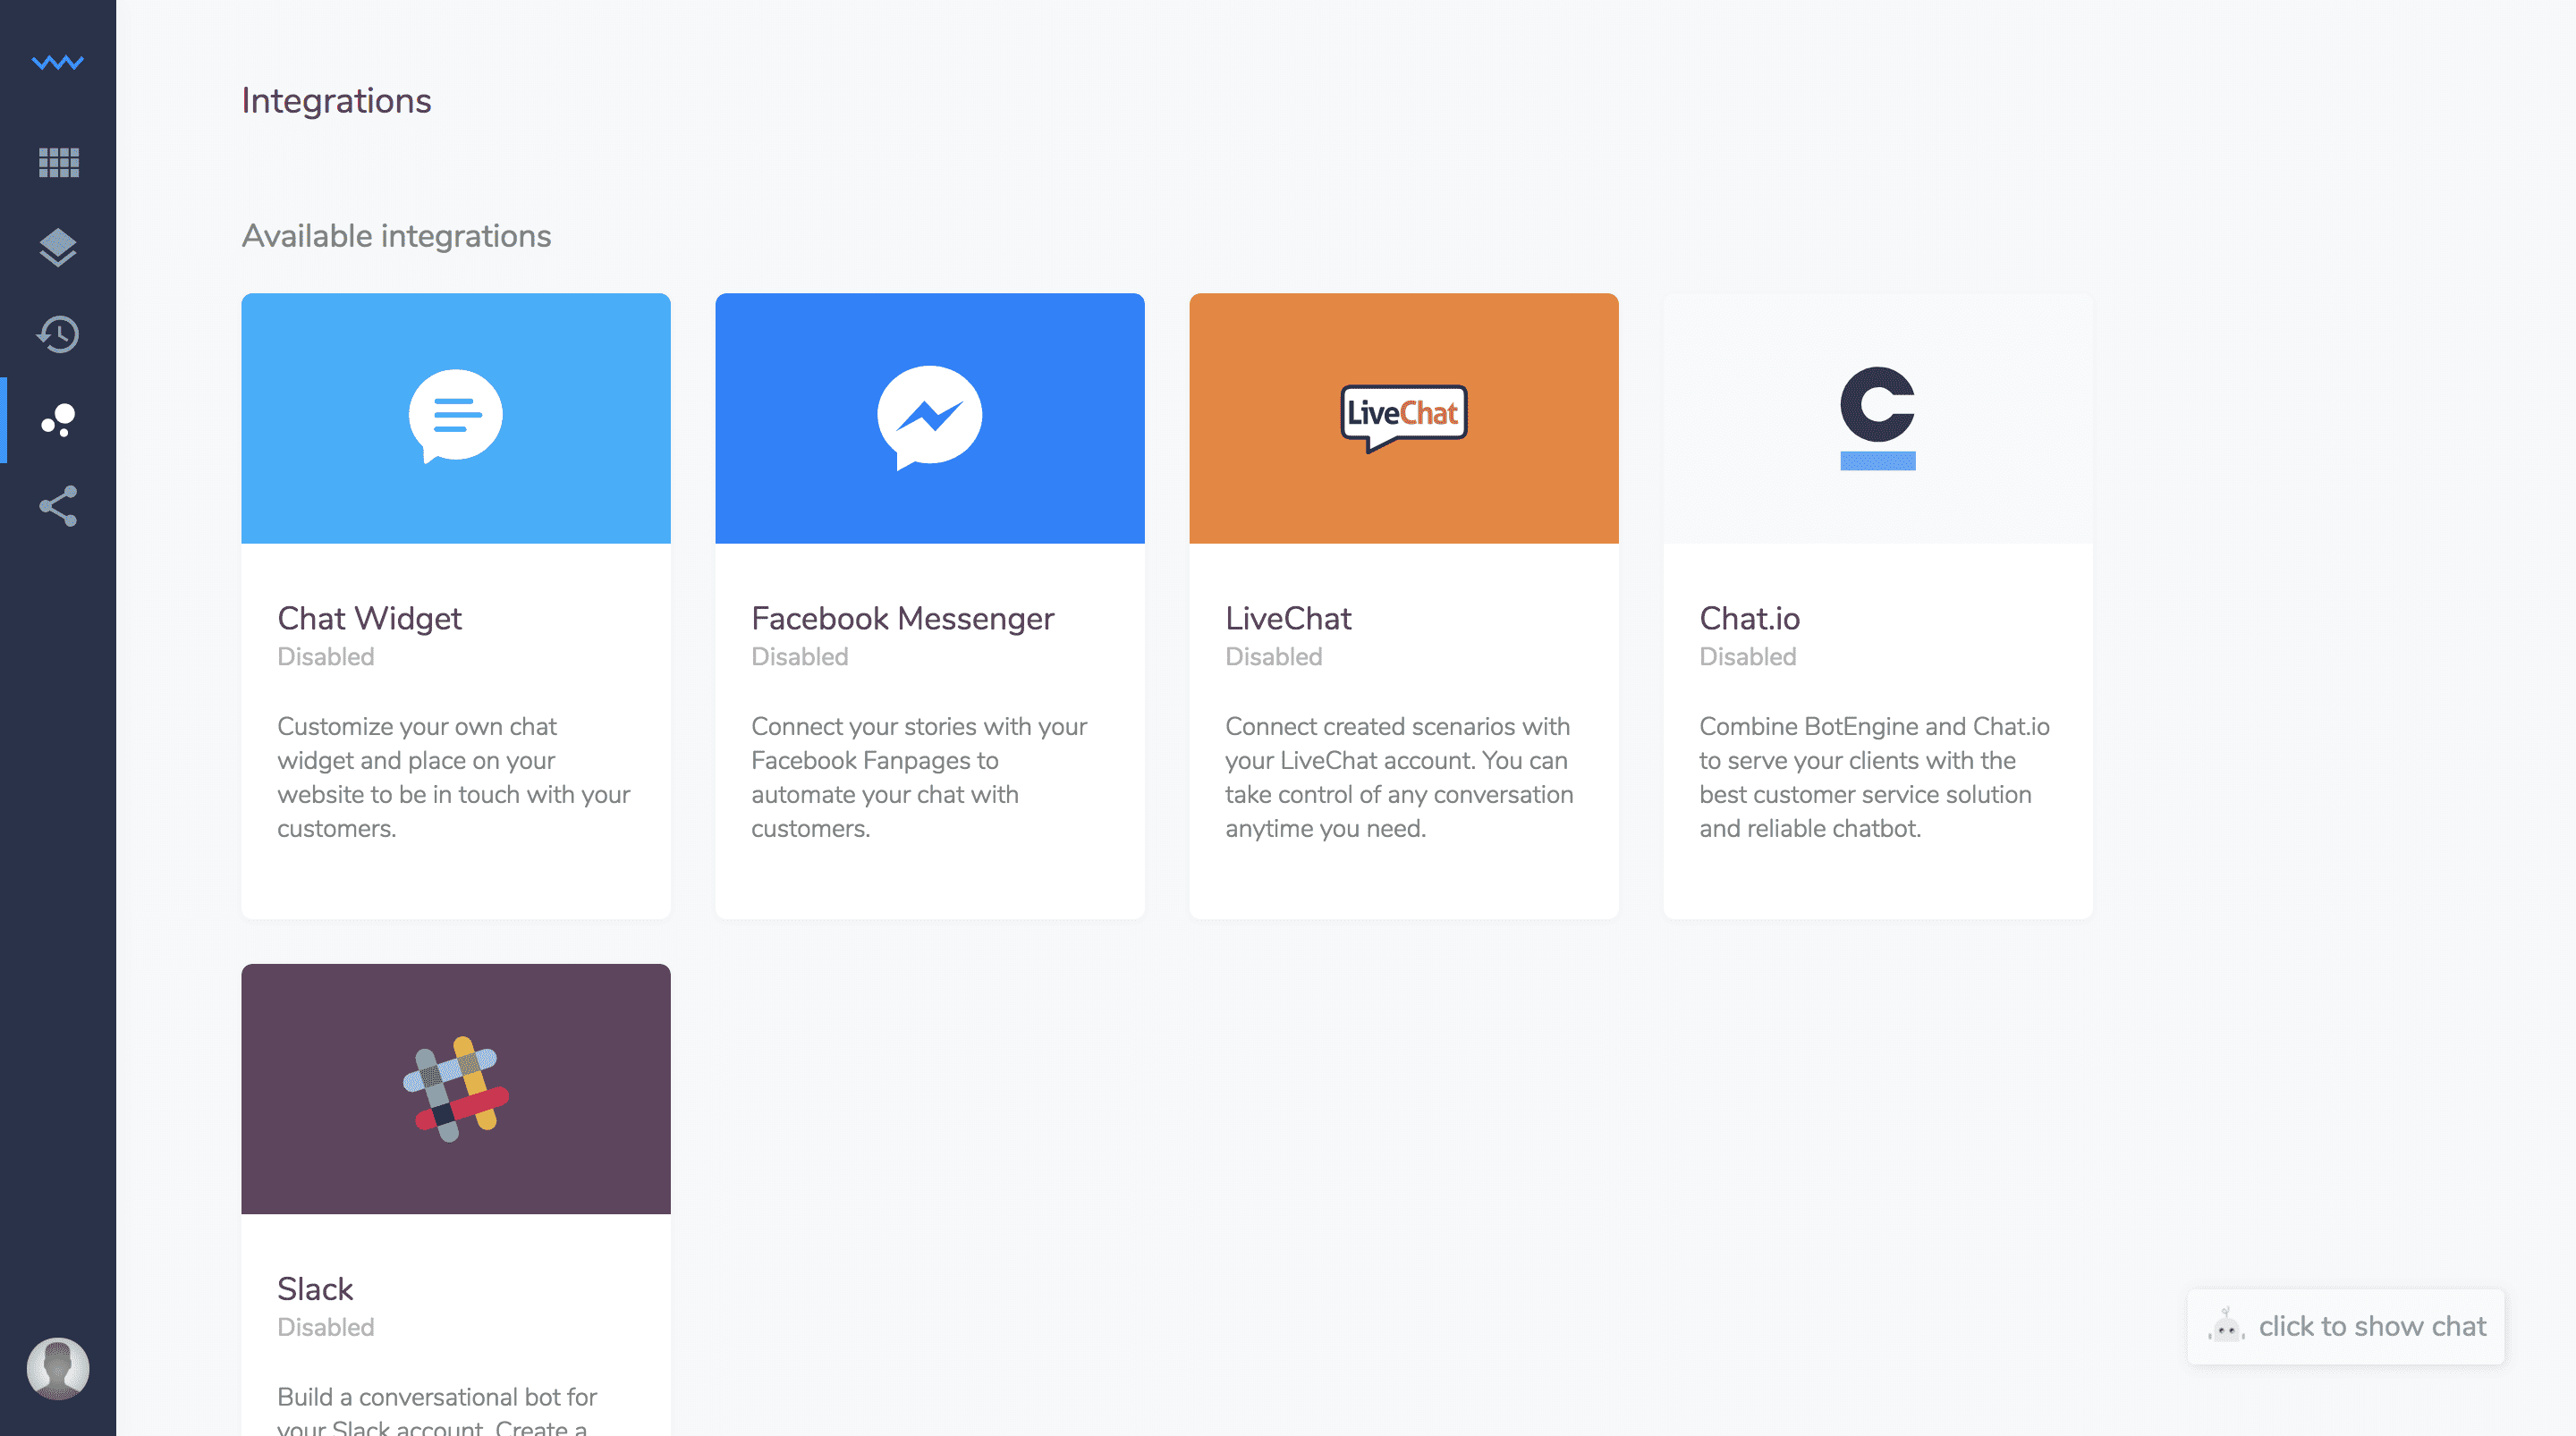 Integrations
Available integrations
LiveChat
Chat Widget
Disabled
Customize your own chat
widget and place on your
website to be in touch with your
customers.
Facebook Messenger
Disabled
Connect your stories with your
Facebook Fanpages to
automate your chat with
customers.
LiveChat
Disabled
Connect created scenarios with
your LiveChat account. You can
take control of any conversation
anytime you need.
Chat.io
Disabled
Combine BotEngine and Chat.io
to serve your clients with the
best customer service solution
and reliable chatbot.
Slack
Disabled
Build a conversational bot for
your Slack account. Create a
click to show chat